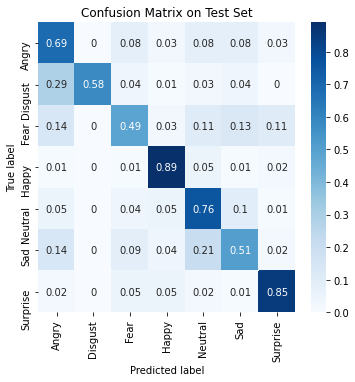 Confusion Matrix on Test Set
Angry 0.69 0 0.08 0.03 0.08 0.08 0.03
Disgust 0.29 0.58 0.04 0.01 0.03 0.04 0
Fear 0.14 0 0.49 0.03 0.11 0.13 0.11
Happy 0.01 0 0.01 0.89 0.05 0.01 0.02
Neutral 0.05 0 0.04 0.05 0.76 0.1 0.01
Sad 0.14 0 0.09 0.04 0.21 0.51 0.02
Surprise 0.02 0 0.05 0.05 0.02 0.01 0.85
True label
Angry Disgust Fear Happy Neutral Sad Surprise
Predicted label
0.8
0.7
0.6
0.5
0.4
0.3
0.2
0.1
0.0